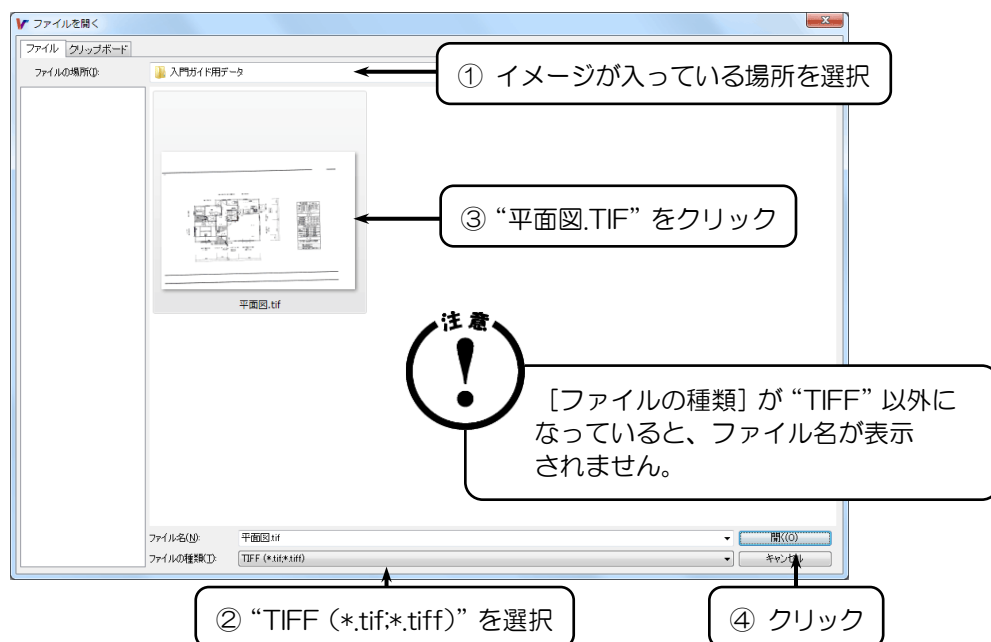 ファイルを開く
ファイル クリップボード
ファイルの場所(I):
入門ガイド用データ
① イメージが入っている場所を選択
③ “平面図.TIF” をクリック
平面図.tif
注意
!
［ファイルの種類］が “TIFF” 以外に
なっていると、ファイル名が表示
されません。
ファイル名(N):
平面図.tif
開く(O)
ファイルの種類(T):
TIFF (*.tif;*.tiff)
キャンセル
② “TIFF (*.tif;*.tiff)” を選択
④ クリック